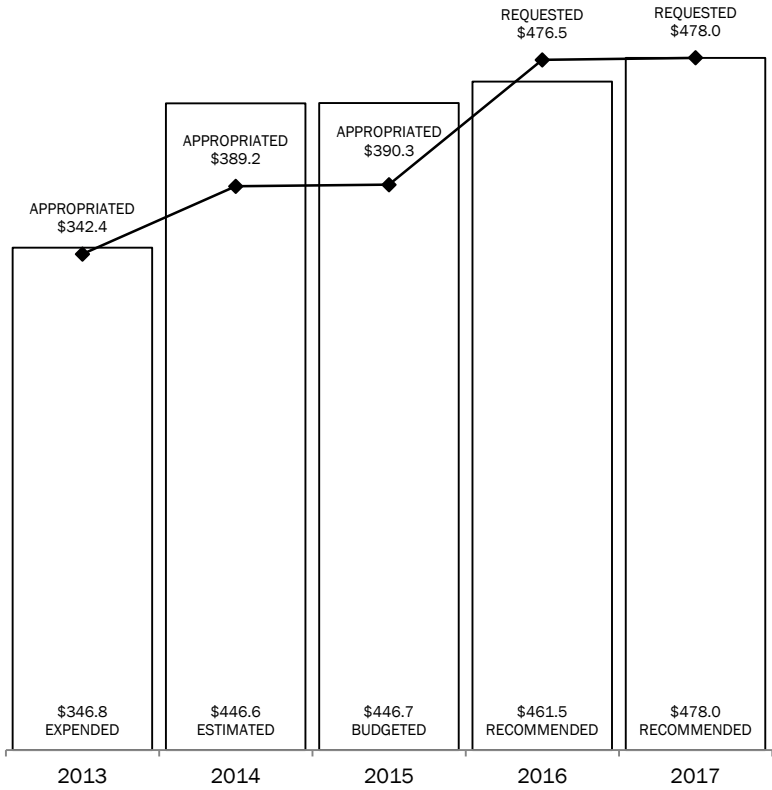 REQUESTED
$476.5
REQUESTED
$478.0
APPROPRIATED
$389.2
APPROPRIATED
$390.3
APPROPRIATED
$342.4
$346.8
EXPENDED
$446.6
ESTIMATED
$446.7
BUDGETED
$461.5
RECOMMENDED
$478.0
RECOMMENDED
2013
2014
2015
2016
2017